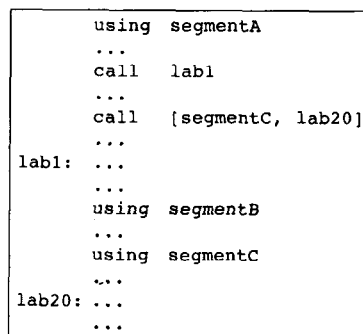 using segmentA
...
call lab1
...
call [segmentC, lab20]
...
lab1: ...
...
using segmentB
...
using segmentC
...
lab20: ...
...